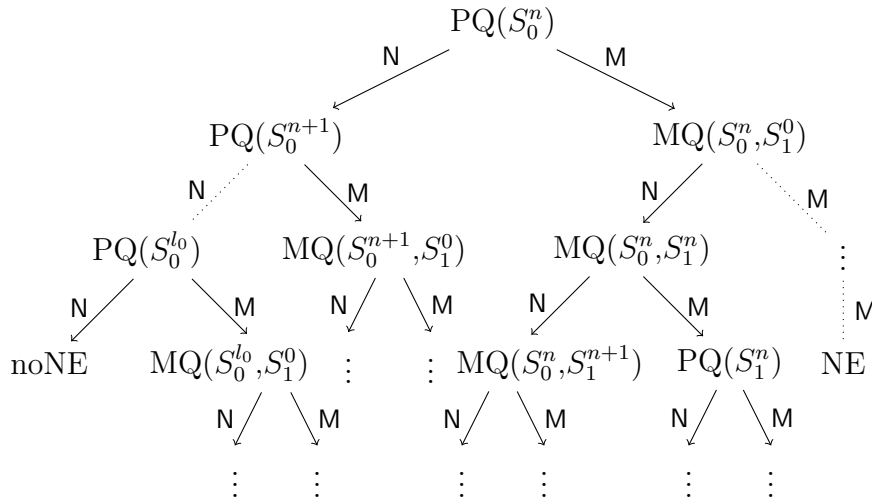 PQ($S_0^n$)
N M
PQ($S_0^{n+1}$) MQ($S_0^n$,$S_1^0$)
N M N M
PQ($S_0^{l_0}$) MQ($S_0^{n+1}$,$S_1^0$) MQ($S_0^n$,$S_1^n$) ⋮
N M N M N M M
noNE MQ($S_0^{l_0}$,$S_1^0$) ⋮ ⋮ MQ($S_0^n$,$S_1^{n+1}$) PQ($S_1^n$) NE
N M N M N M
⋮ ⋮ ⋮ ⋮ ⋮ ⋮